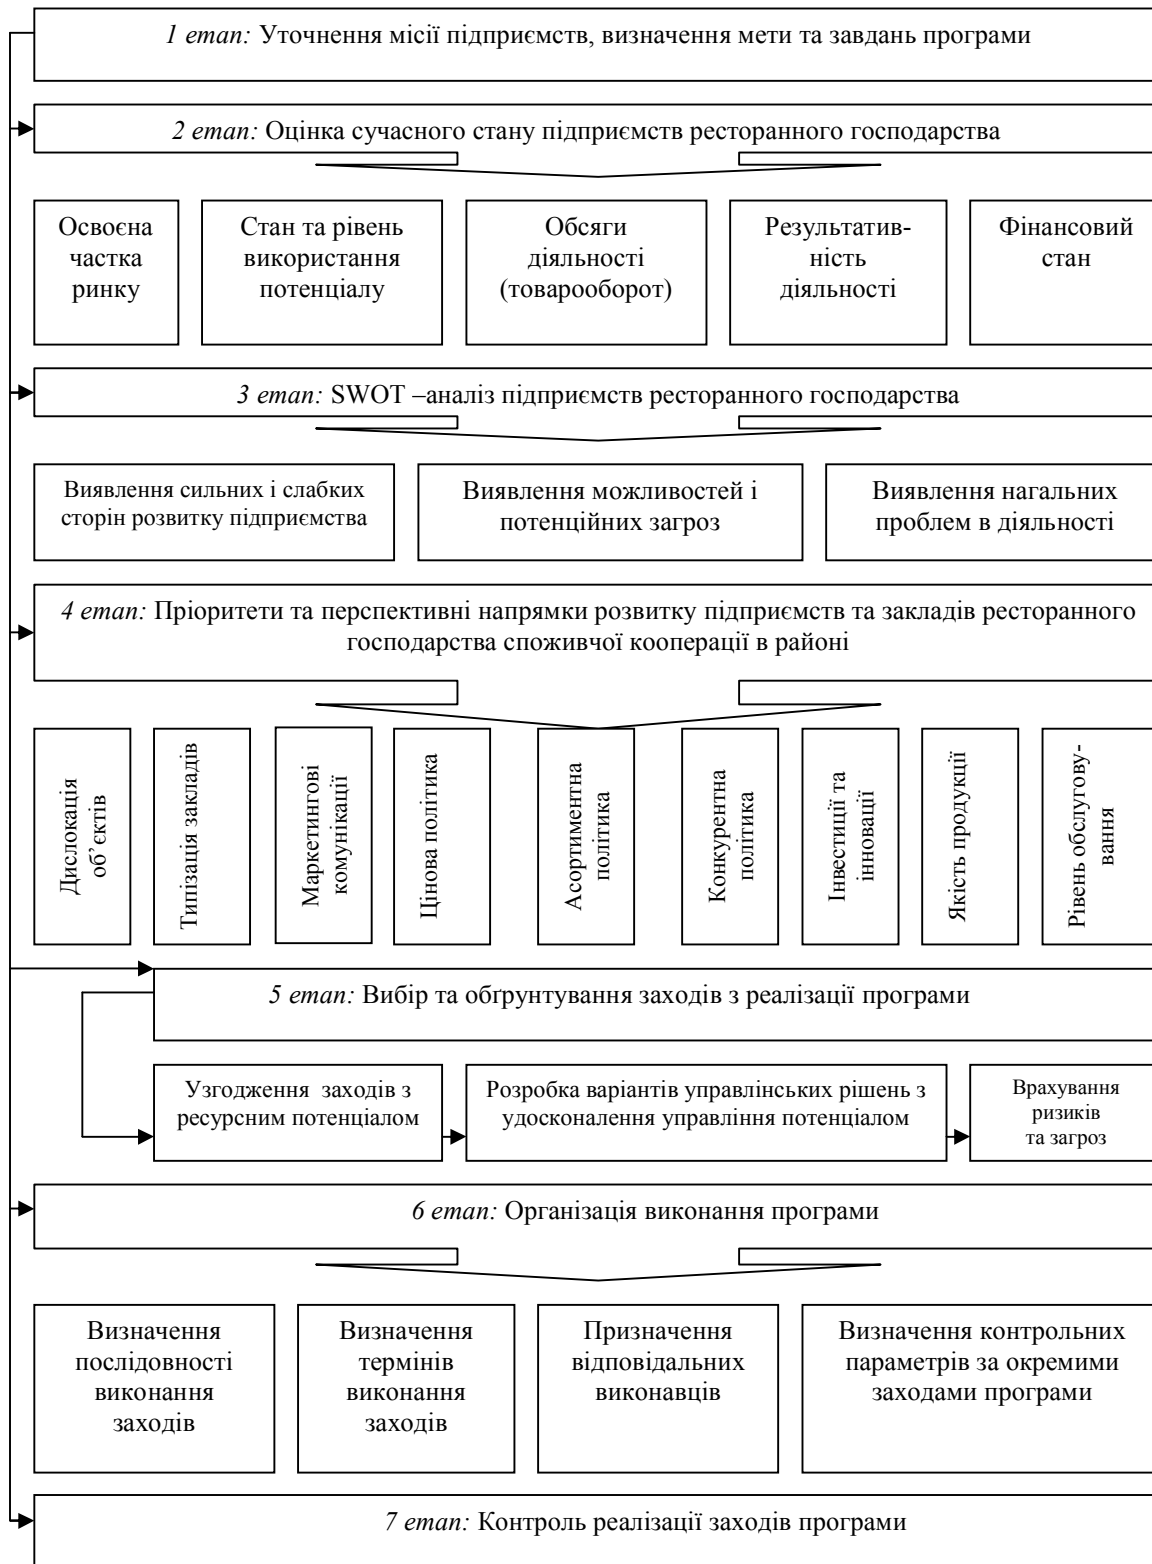 1 етап: Уточнення місії підприємств, визначення мети та завдань програми
2 етап: Оцінка сучасного стану підприємств ресторанного господарства
Освоєна
частка
ринку
Стан та рівень
використання
потенціалу
Обсяги
діяльності
(товарооборот)
Результатив-
ність
діяльності
Фінансовий
стан
3 етап: SWOT –аналіз підприємств ресторанного господарства
Виявлення сильних і слабких
сторін розвитку підприємства
Виявлення можливостей і
потенційних загроз
Виявлення нагальних
проблем в діяльності
4 етап: Пріоритети та перспективні напрямки розвитку підприємств та закладів ресторанного
господарства споживчої кооперації в районі
Дислокація
об’єктів
Типізація закладів
Маркетингові
комунікації
Цінова політика
Асортиментна
політика
Конкурентна
політика
Інвестиції та
інновації
Якість продукції
Рівень обслугову-
вання
5 етап: Вибір та обґрунтування заходів з реалізації програми
Узгодження заходів з
ресурсним потенціалом
Розробка варіантів управлінських рішень з
удосконалення управління потенціалом
Врахування
ризиків
та загроз
6 етап: Організація виконання програми
Визначення
послідовності
виконання
заходів
Визначення
термінів
виконання
заходів
Призначення
відповідальних
виконавців
Визначення контрольних
параметрів за окремими
заходами програми
7 етап: Контроль реалізації заходів програми